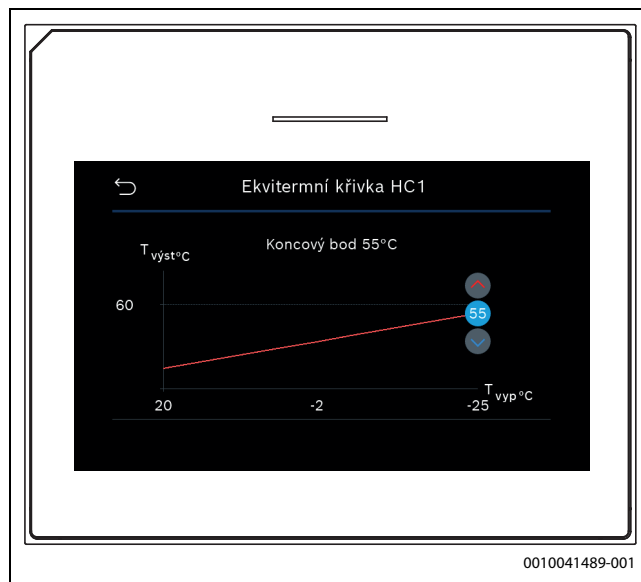 Ekvitermní křivka HC1
Koncový bod 55°C
T výst°C
60
55
T vyp°C
20 -2 -25
0010041489-001